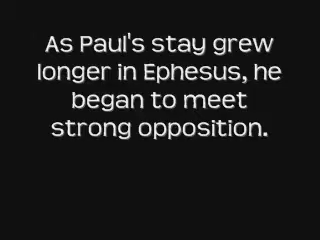 As Paul's stay grew
longer in Ephesus, he
began to meet
strong opposition.